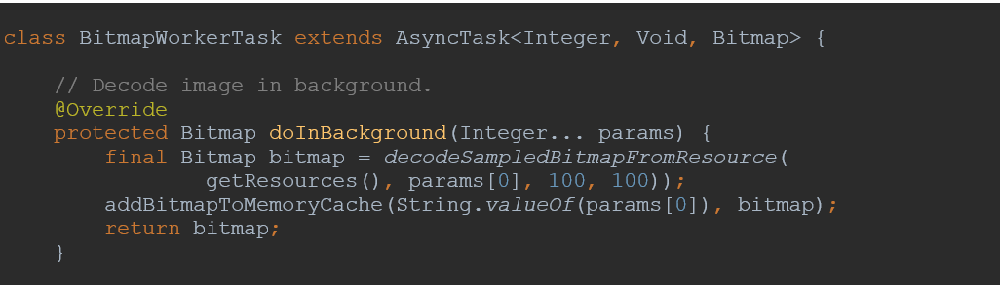 class BitmapWorkerTask extends AsyncTask<Integer, Void, Bitmap> {
// Decode image in background.
@Override
protected Bitmap doInBackground(Integer... params) {
final Bitmap bitmap = decodeSampledBitmapFromResource(
getResources(), params[0], 100, 100));
addBitmapToMemoryCache(String.valueOf(params[0]), bitmap);
return bitmap;
}